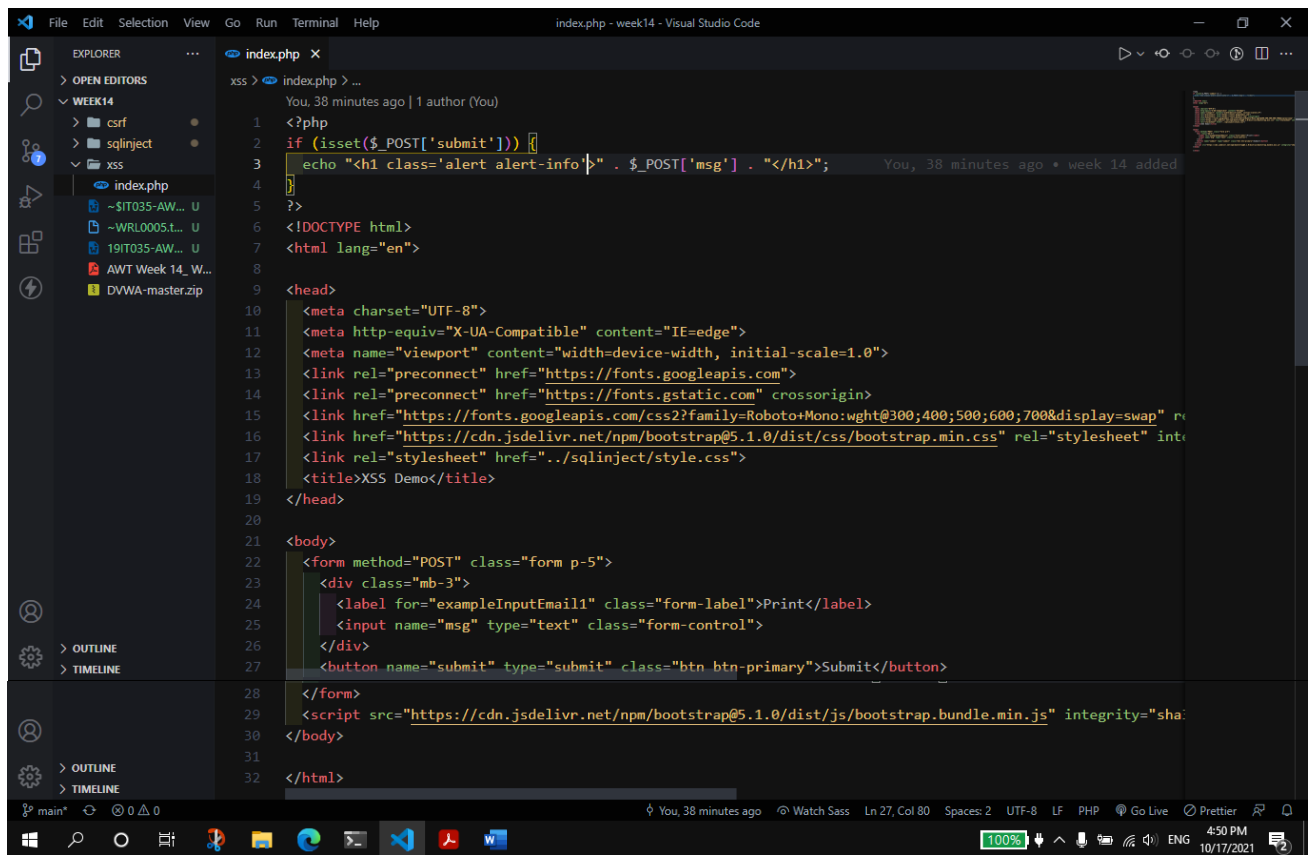 File Edit Selection View Go Run Terminal Help index.php - week14 - Visual Studio Code
EXPLORER ··· index.php
OPEN EDITORS
xss > index.php > ...
WEEK14
You, 38 minutes ago | 1 author (You)
csrf
sqlinject
xss
index.php
~$IT035-AW... U
~WRL0005.t... U
19IT035-AW... U
AWT Week 14_ W...
DVWA-master.zip
7
1 <?php
2 if (isset($_POST['submit'])) {
3 echo "<h1 class='alert alert-info'>" . $_POST['msg'] . "</h1>"; You, 38 minutes ago • week 14 added
4 }
5 ?>
6 <!DOCTYPE html>
7 <html lang="en">
8
9 <head>
10 <meta charset="UTF-8">
11 <meta http-equiv="X-UA-Compatible" content="IE=edge">
12 <meta name="viewport" content="width=device-width, initial-scale=1.0">
13 <link rel="preconnect" href="https://fonts.googleapis.com">
14 <link rel="preconnect" href="https://fonts.gstatic.com" crossorigin>
15 <link href="https://fonts.googleapis.com/css2?family=Roboto+Mono:wght@300;400;500;600;700&display=swap" re
16 <link href="https://cdn.jsdelivr.net/npm/bootstrap@5.1.0/dist/css/bootstrap.min.css" rel="stylesheet" inte
17 <link rel="stylesheet" href="../sqlinject/style.css">
18 <title>XSS Demo</title>
19 </head>
20
21 <body>
22 <form method="POST" class="form p-5">
23 <div class="mb-3">
24 <label for="exampleInputEmail1" class="form-label">Print</label>
25 <input name="msg" type="text" class="form-control">
26 </div>
27 <button name="submit" type="submit" class="btn btn-primary">Submit</button>
OUTLINE
TIMELINE
28 </form>
29 <script src="https://cdn.jsdelivr.net/npm/bootstrap@5.1.0/dist/js/bootstrap.bundle.min.js" integrity="sha
30 </body>
31
32 </html>
OUTLINE
TIMELINE
main* 0 0 You, 38 minutes ago Watch Sass Ln 27, Col 80 Spaces: 2 UTF-8 LF PHP Go Live Prettier
100% ENG 4:50 PM
10/17/2021 2